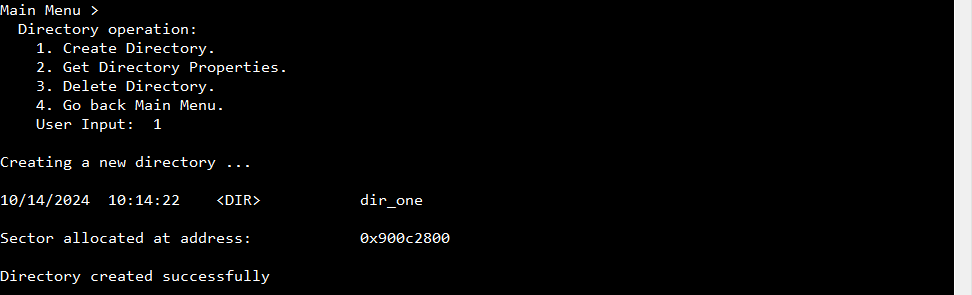 Main Menu >
Directory operation:
1. Create Directory.
2. Get Directory Properties.
3. Delete Directory.
4. Go back Main Menu.
User Input:  1
Creating a new directory ...
10/14/2024  10:14:22    <DIR>           dir_one
Sector allocated at address:            0x900c2800
Directory created successfully